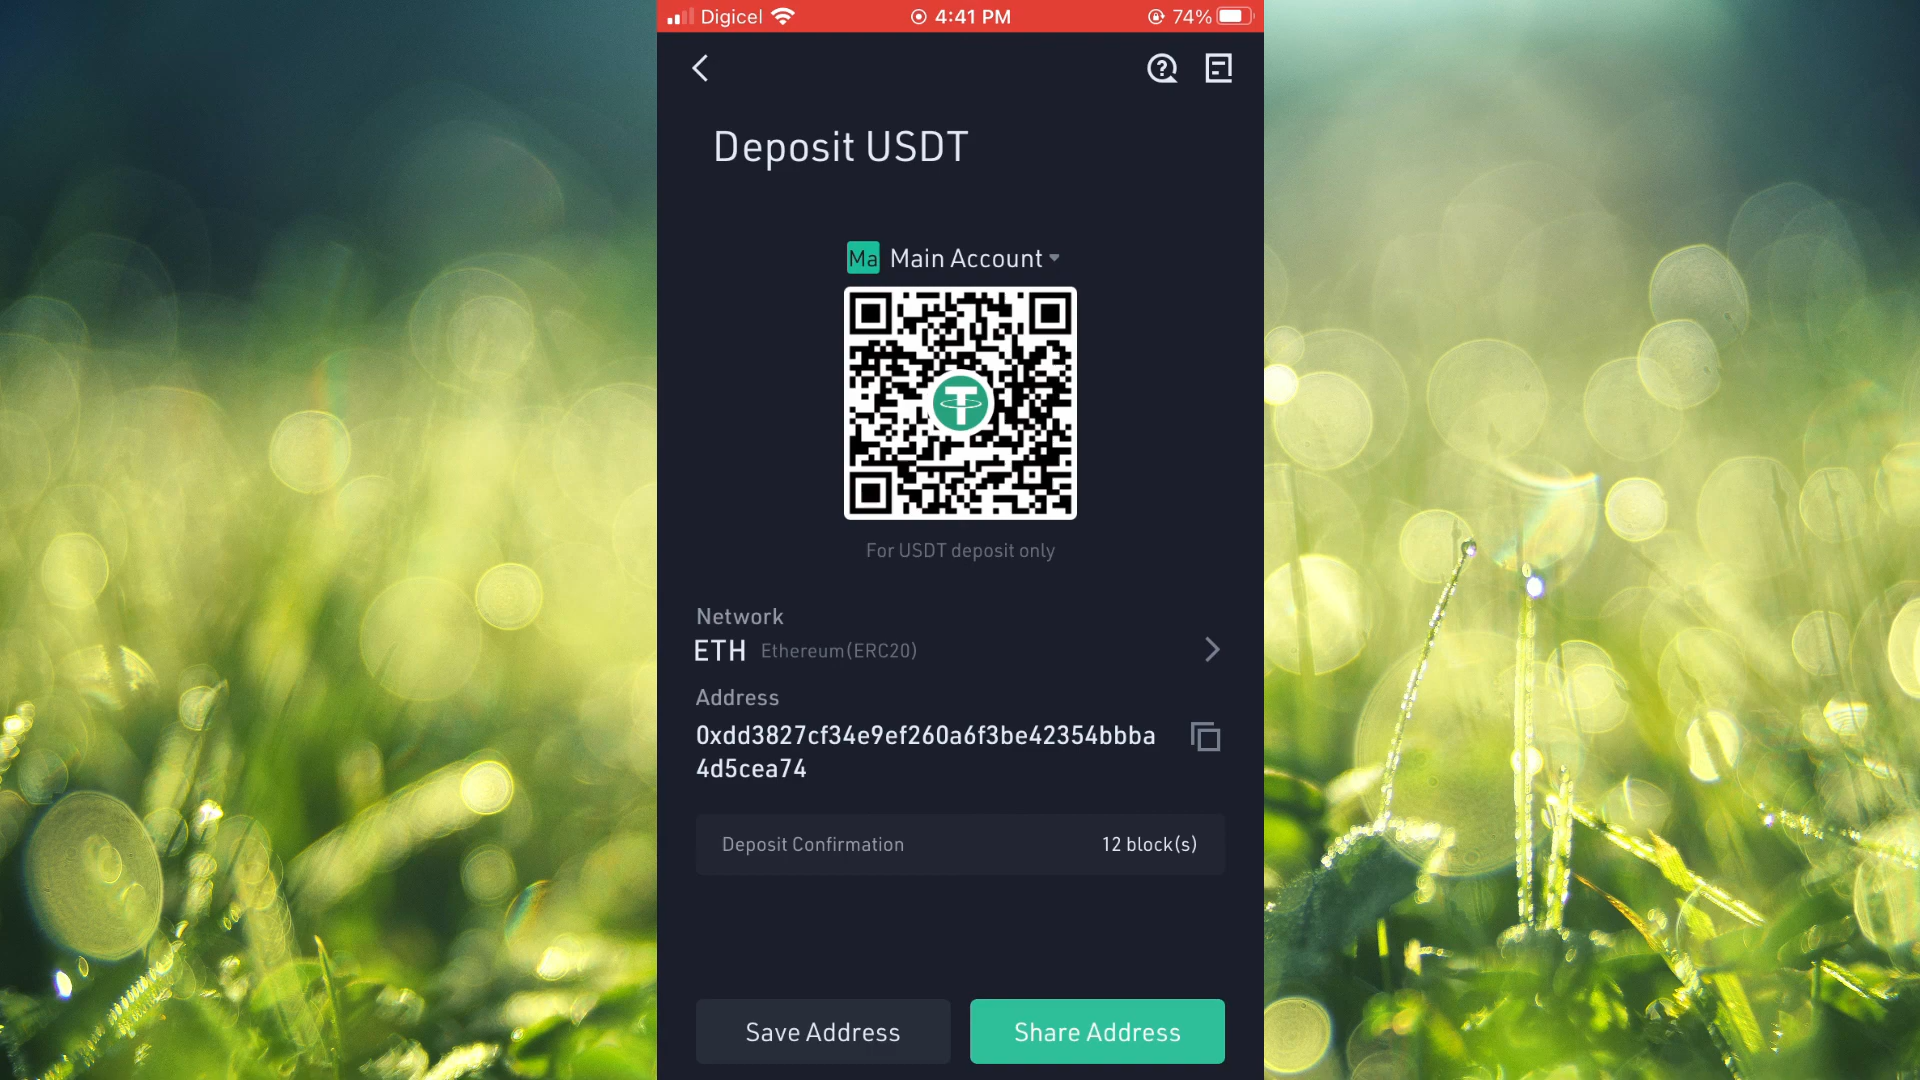 Digicel 4:41 PM 74%
Deposit USDT
Ma Main Account
For USDT deposit only
Network
ETH Ethereum(ERC20)
Address
0xdd3827cf34e9ef260a6f3be42354bbba
4d5cea74
Deposit Confirmation 12 block(s)
Save Address Share Address